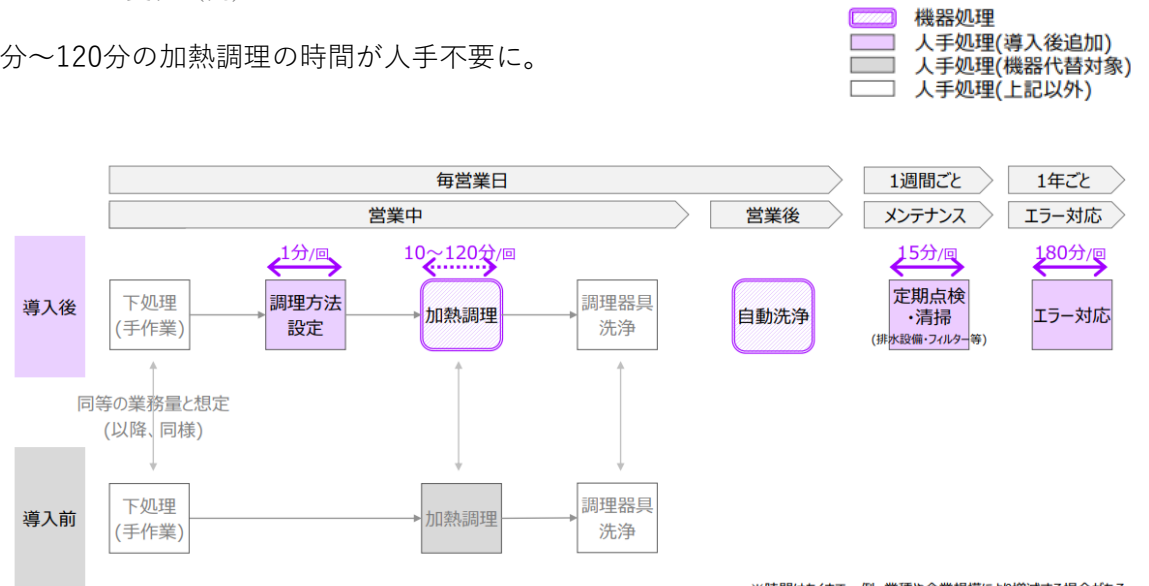 機器処理
人手処理(導入後追加)
人手処理(機器代替対象)
人手処理(上記以外)
分～120分の加熱調理の時間が人手不要に。
毎営業日
1週間ごと
1年ごと
営業中
営業後
メンテナンス
エラー対応
1分/回
10～120分/回
15分/回
180分/回
導入後
下処理
(手作業)
調理方法
設定
加熱調理
調理器具
洗浄
自動洗浄
定期点検
・清掃
(排水設備・フィルター等)
エラー対応
同等の業務量と想定
(以降、同様)
導入前
下処理
(手作業)
加熱調理
調理器具
洗浄